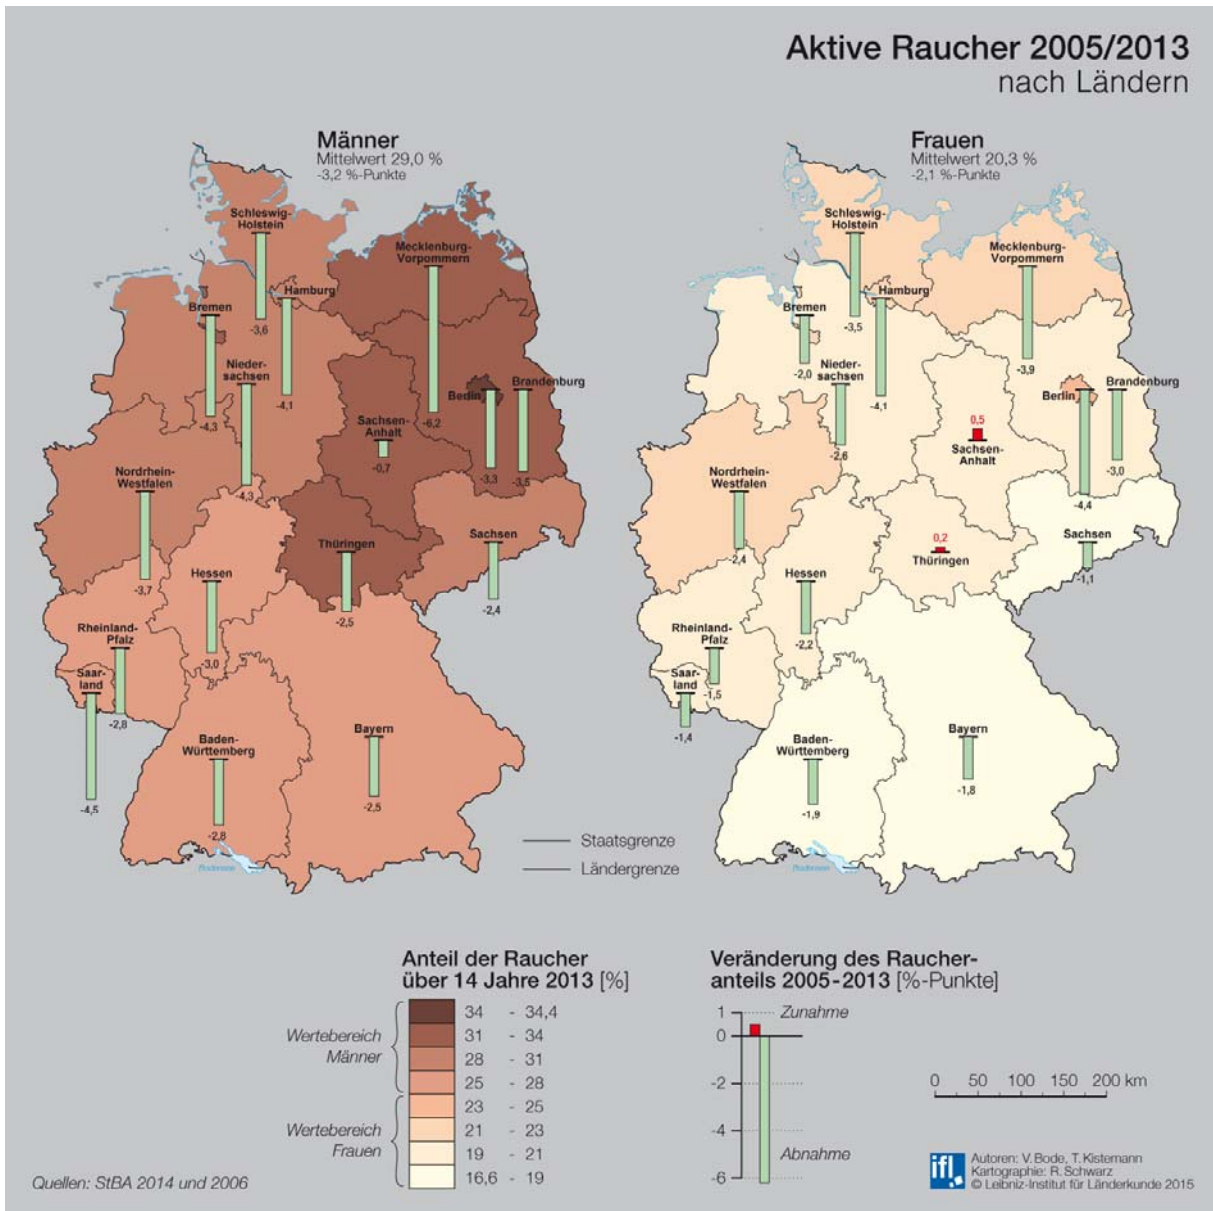 Aktive Raucher 2005/2013
nach Ländern
Männer
Mittelwert 29,0 %
-3,2 %-Punkte
Schleswig-
Holstein
-3,6
Mecklenburg-
Vorpommern
-6,2
Hamburg
-4,1
Bremen
-4,3
Nieder-
sachsen
-4,3
Berlin
-3,3
Brandenburg
-3,5
Sachsen-
Anhalt
-0,7
Nordrhein-
Westfalen
-3,7
Thüringen
-2,5
Sachsen
-2,4
Hessen
-3,0
Rheinland-
Pfalz
-2,8
Saar-
land
-4,5
Baden-
Württemberg
-2,8
Bayern
-2,5
Bodensee
Frauen
Mittelwert 20,3 %
-2,1 %-Punkte
Schleswig-
Holstein
-3,5
Mecklenburg-
Vorpommern
-3,9
Hamburg
-4,1
Bremen
-2,0
Nieder-
sachsen
-2,6
Berlin
-4,4
Brandenburg
-3,0
0,5
Sachsen-
Anhalt
Nordrhein-
Westfalen
-2,4
0,2
Thüringen
Sachsen
-1,1
Hessen
-2,2
Rheinland-
Pfalz
-1,5
Saar-
land
-1,4
Baden-
Württemberg
-1,9
Bayern
-1,8
Bodensee
Staatsgrenze
Ländergrenze
Anteil der Raucher
über 14 Jahre 2013 [%]
Wertebereich
Männer
34 - 34,4
31 - 34
28 - 31
25 - 28
Wertebereich
Frauen
23 - 25
21 - 23
19 - 21
16,6 - 19
Veränderung des Raucher-
anteils 2005-2013 [%-Punkte]
1
Zunahme
0
-2
-4
Abnahme
-6
0 50 100 150 200 km
Quellen: StBA 2014 und 2006
ifl
Autoren: V. Bode, T. Kistemann
Kartographie: R. Schwarz
© Leibniz-Institut für Länderkunde 2015